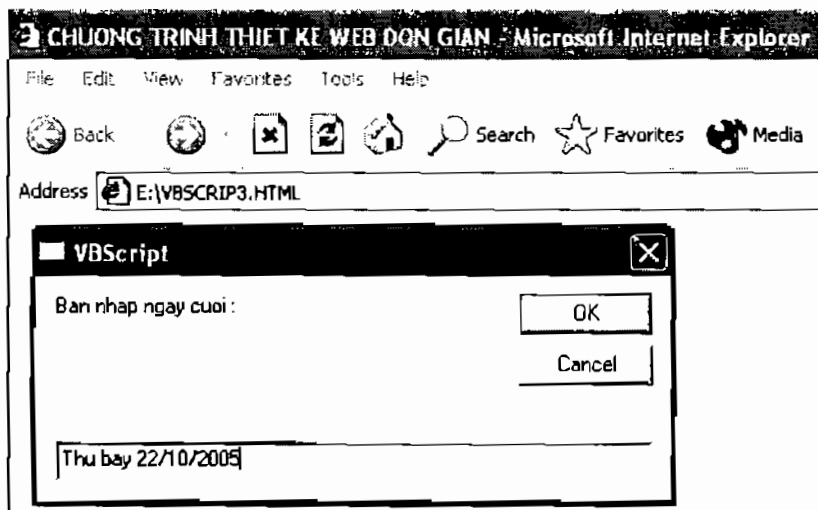 CHUONG TRINH THIET KE WEB DON GIAN - Microsoft Internet Explorer
File Edit View Favorites Tools Help
Back Search Favorites Media
Address E:\VBSCRIP3.HTML
VBScript
Ban nhap ngay cuoi :
OK
Cancel
Thu bay 22/10/2005